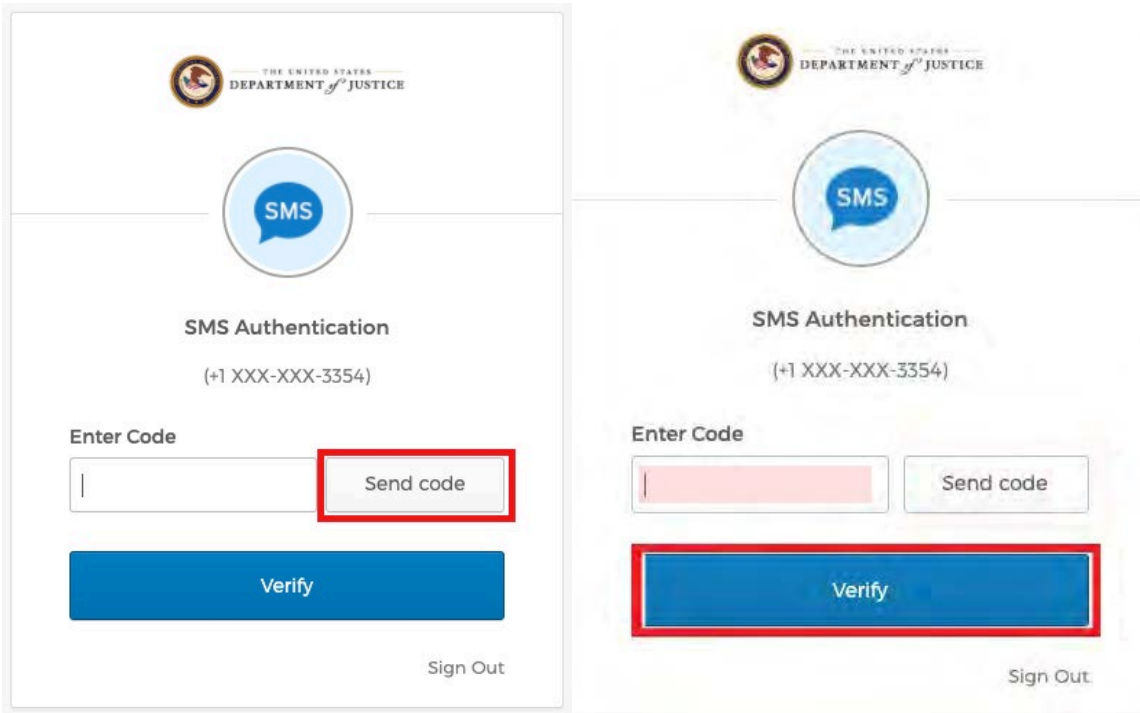 THE UNITED STATES
DEPARTMENT of JUSTICE
SMS
SMS Authentication
(+1 XXX-XXX-3354)
Enter Code
Send code
Verify
Sign Out
THE UNITED STATES
DEPARTMENT of JUSTICE
SMS
SMS Authentication
(+1 XXX-XXX-3354)
Enter Code
Send code
Verify
Sign Out